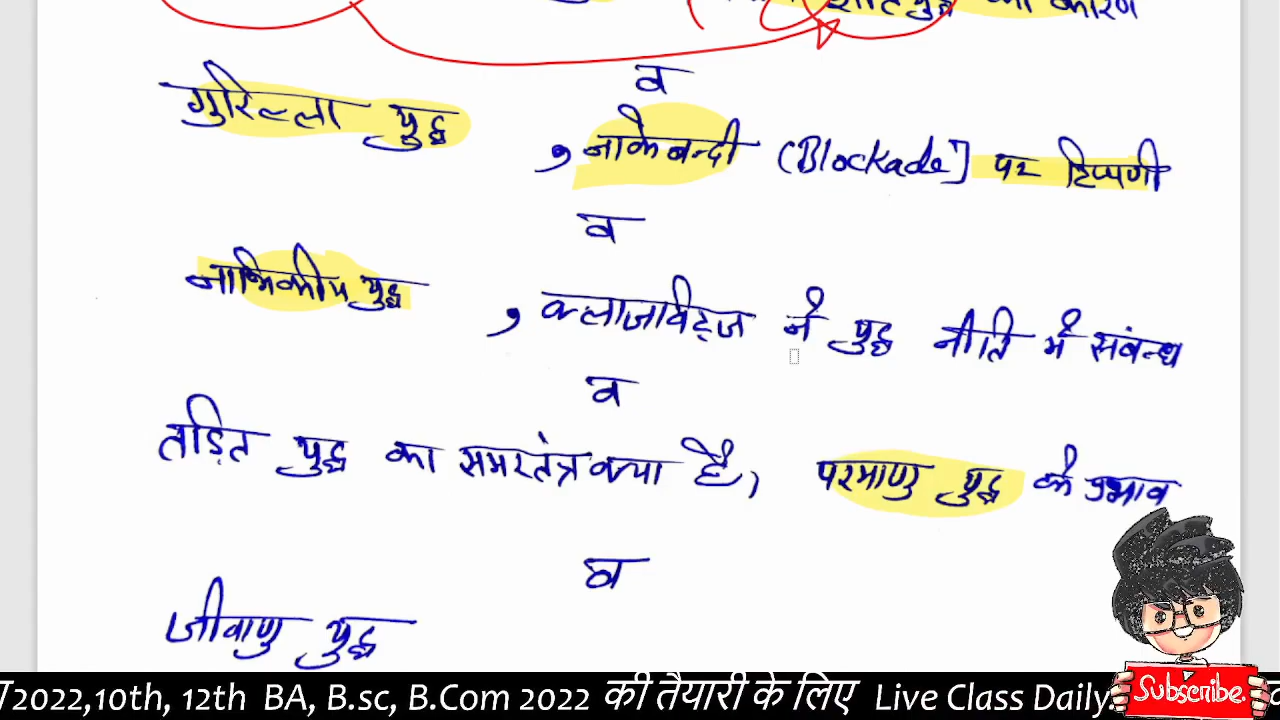 शीत युद्ध का कारण
व
गुरिल्ला युद्ध , नाकेबन्दी (Blockade] पर टिप्पणी
व
नाभिकीय युद्ध , क्लाजविट्ज ने युद्ध नीति में संबन्ध
व
तड़ित युद्ध का समरतंत्र क्या है, परमाणु युद्ध के प्रभाव
व
जीवाणु युद्ध
2022,10th, 12th BA, B.sc, B.Com 2022 की तैयारी के लिए Live Class Daily
Subscribe